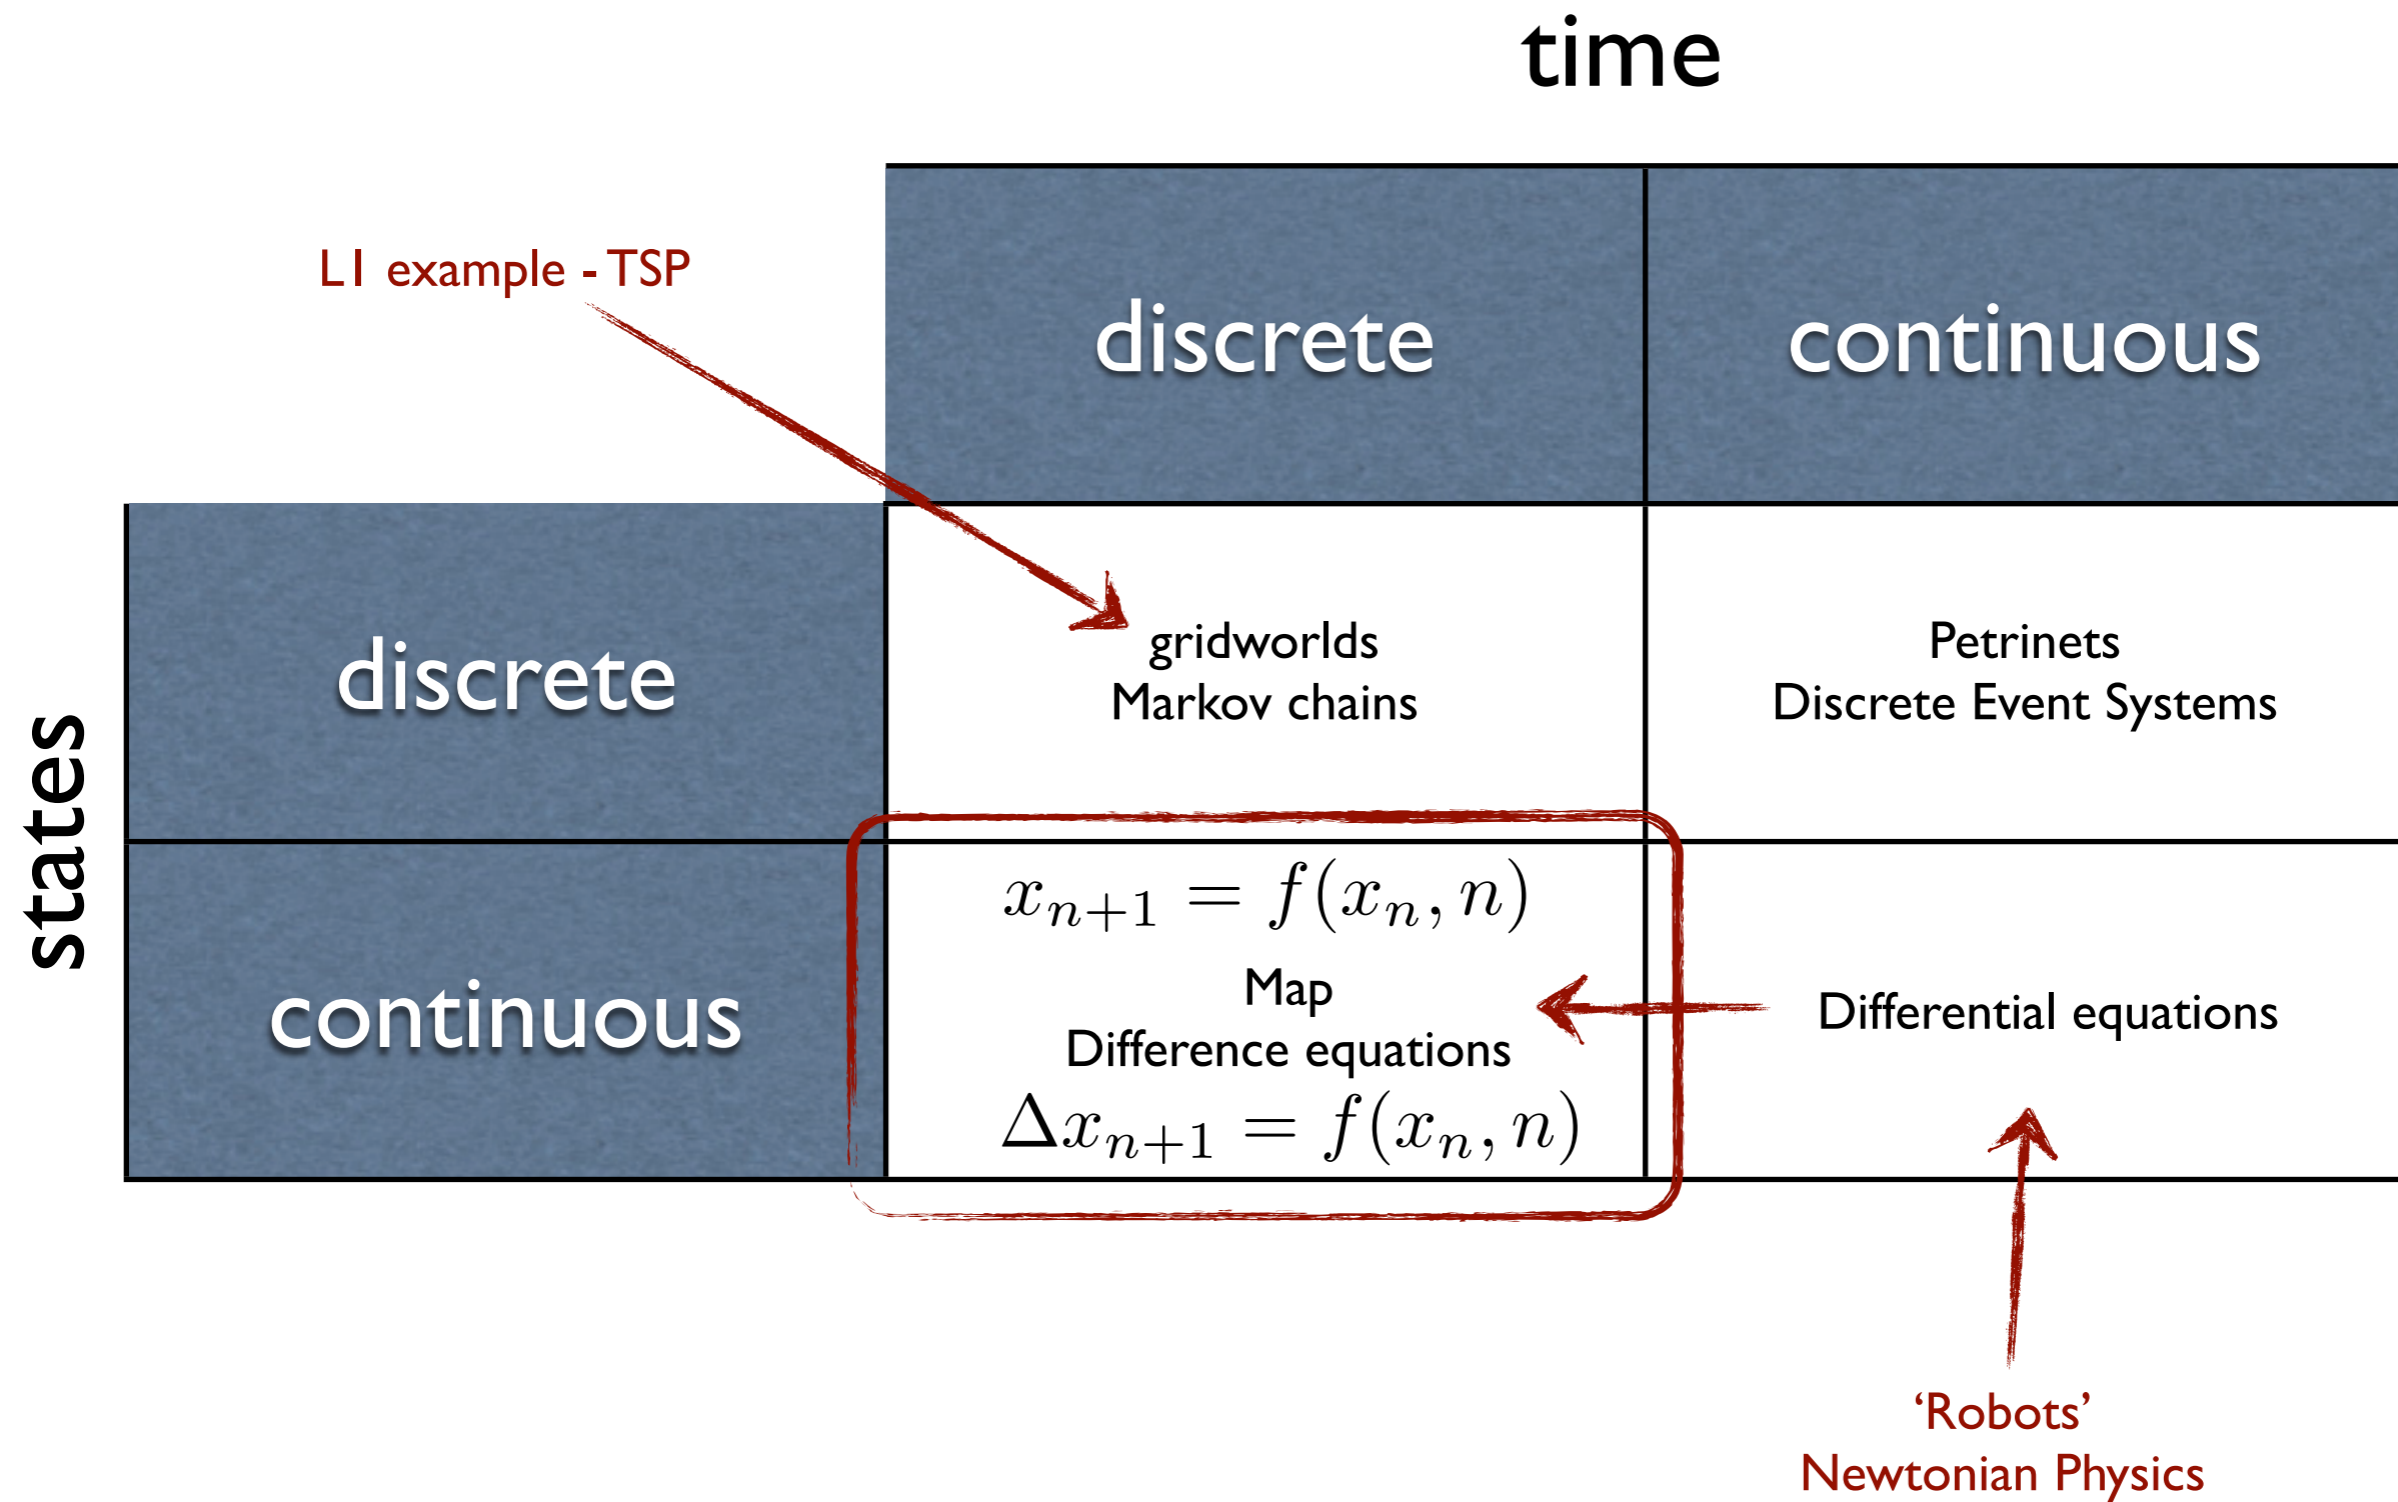 time
L1 example - TSP
discrete
continuous
states
discrete
gridworlds
Markov chains
Petrinets
Discrete Event Systems
continuous
x_{n+1} = f(x_n, n)
Map
Difference equations
Δx_{n+1} = f(x_n, n)
Differential equations
‘Robots’
Newtonian Physics